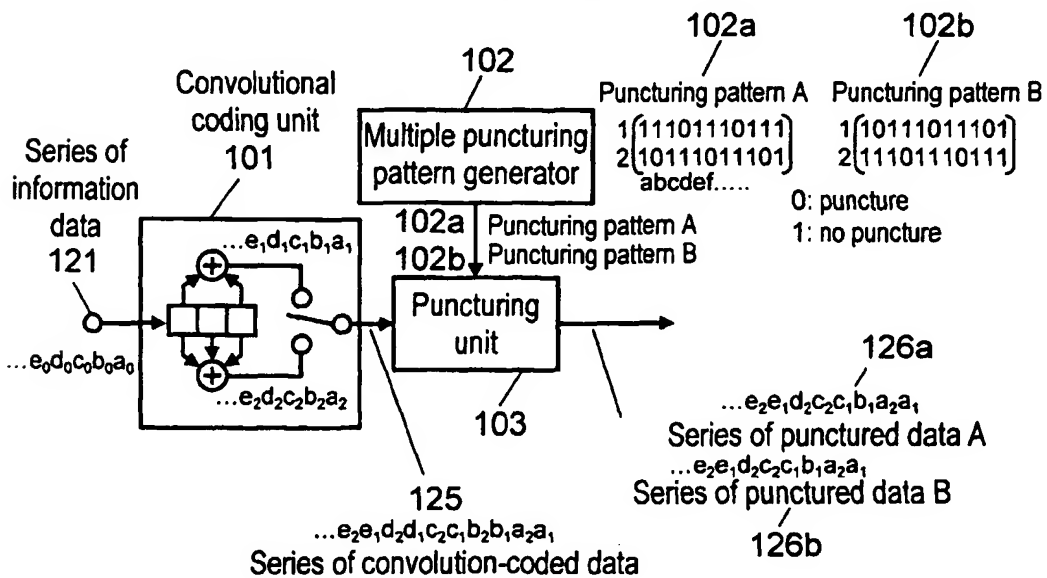 102a
102b
102
Puncturing pattern A
Puncturing pattern B
Convolutional
coding unit
101
Multiple puncturing
pattern generator
1(11101110111)
2(10111011101)
abcdef.....
1(10111011101)
2(11101110111)
0: puncture
1: no puncture
Series of
information
data
121
102a
Puncturing pattern A
102b
Puncturing pattern B
...e₁d₁c₁b₁a₁
Puncturing
unit
...e₀d₀c₀b₀a₀
...e₂d₂c₂b₂a₂
103
126a
...e₂e₁d₂c₂c₁b₁a₂a₁
Series of punctured data A
...e₂e₁d₂c₂c₁b₁a₂a₁
Series of punctured data B
126b
125
...e₂e₁d₂d₁c₂c₁b₂b₁a₂a₁
Series of convolution-coded data